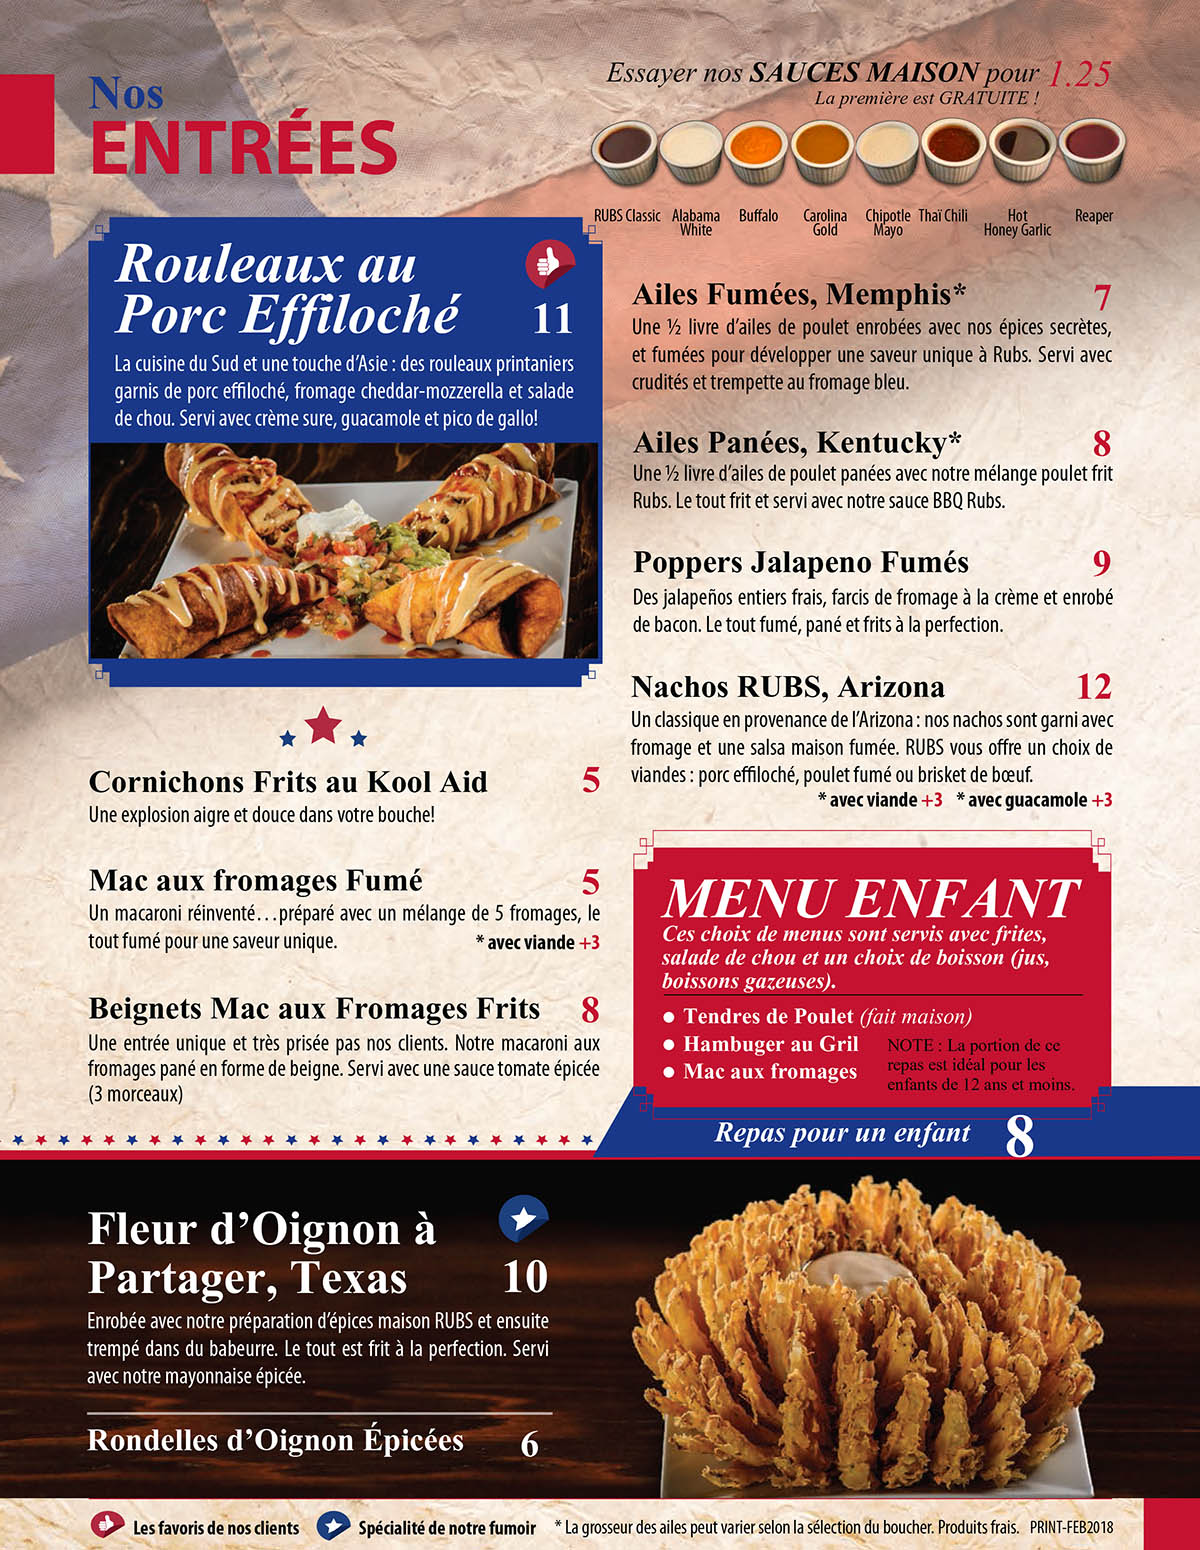 Nos
ENTRÉES
Essayer nos SAUCES MAISON pour 1.25
La première est GRATUITE !
RUBS Classic
Alabama
White
Buffalo
Carolina
Gold
Chipotle
Mayo
Thaï Chili
Hot
Honey Garlic
Reaper
Rouleaux au
Porc Effiloché 11
La cuisine du Sud et une touche d’Asie : des rouleaux printaniers
garnis de porc effiloché, fromage cheddar-mozzerella et salade
de chou. Servi avec crème sure, guacamole et pico de gallo!
Cornichons Frits au Kool Aid 5
Une explosion aigre et douce dans votre bouche!
Mac aux fromages Fumé 5
Un macaroni réinventé…préparé avec un mélange de 5 fromages, le
tout fumé pour une saveur unique. * avec viande +3
Beignets Mac aux Fromages Frits 8
Une entrée unique et très prisée pas nos clients. Notre macaroni aux
fromages pané en forme de beigne. Servi avec une sauce tomate épicée
(3 morceaux)
Ailes Fumées, Memphis* 7
Une ½ livre d’ailes de poulet enrobées avec nos épices secrètes,
et fumées pour développer une saveur unique à Rubs. Servi avec
crudités et trempette au fromage bleu.
Ailes Panées, Kentucky* 8
Une ½ livre d’ailes de poulet panées avec notre mélange poulet frit
Rubs. Le tout frit et servi avec notre sauce BBQ Rubs.
Poppers Jalapeno Fumés 9
Des jalapeños entiers frais, farcis de fromage à la crème et enrobé
de bacon. Le tout fumé, pané et frits à la perfection.
Nachos RUBS, Arizona 12
Un classique en provenance de l’Arizona : nos nachos sont garni avec
fromage et une salsa maison fumée. RUBS vous offre un choix de
viandes : porc effiloché, poulet fumé ou brisket de bœuf.
* avec viande +3 * avec guacamole +3
MENU ENFANT
Ces choix de menus sont servis avec frites,
salade de chou et un choix de boisson (jus,
boissons gazeuses).
● Tendres de Poulet (fait maison)
● Hambuger au Gril
● Mac aux fromages
NOTE : La portion de ce
repas est idéal pour les
enfants de 12 ans et moins.
Repas pour un enfant 8
Fleur d’Oignon à
Partager, Texas 10
Enrobée avec notre préparation d’épices maison RUBS et ensuite
trempé dans du babeurre. Le tout est frit à la perfection. Servi
avec notre mayonnaise épicée.
Rondelles d’Oignon Épicées 6
Les favoris de nos clients
Spécialité de notre fumoir
* La grosseur des ailes peut varier selon la sélection du boucher. Produits frais. PRINT-FEB2018